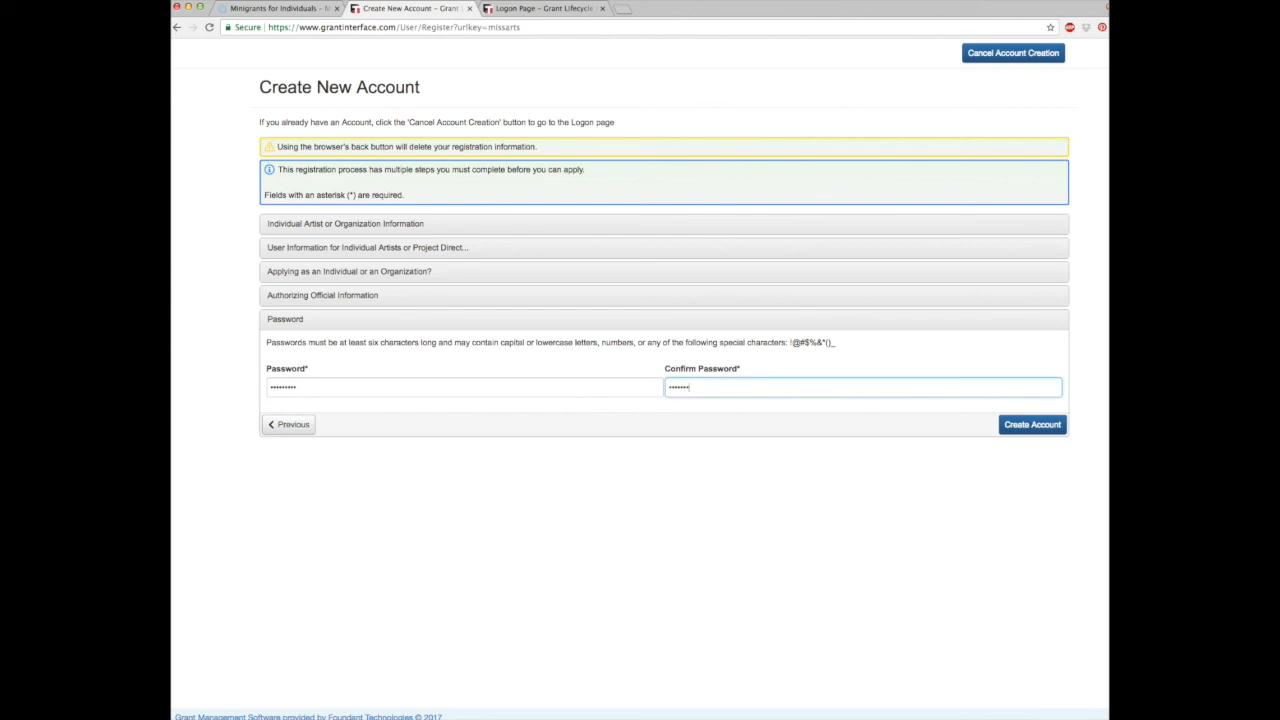 Minigrants for Individuals – M
Create New Account – Grant L
Logon Page – Grant Lifecycle
Secure | https://www.grantinterface.com/User/Register?urlkey=missarts
Cancel Account Creation
Create New Account
If you already have an Account, click the 'Cancel Account Creation' button to go to the Logon page
Using the browser's back button will delete your registration information.
This registration process has multiple steps you must complete before you can apply.
Fields with an asterisk (*) are required.
Individual Artist or Organization Information
User Information for Individual Artists or Project Direct...
Applying as an Individual or an Organization?
Authorizing Official Information
Password
Passwords must be at least six characters long and may contain capital or lowercase letters, numbers, or any of the following special characters: !@#$%&*()_
Password* Confirm Password*
••••••••• •••••••
Previous Create Account
Grant Management Software provided by Foundant Technologies © 2017